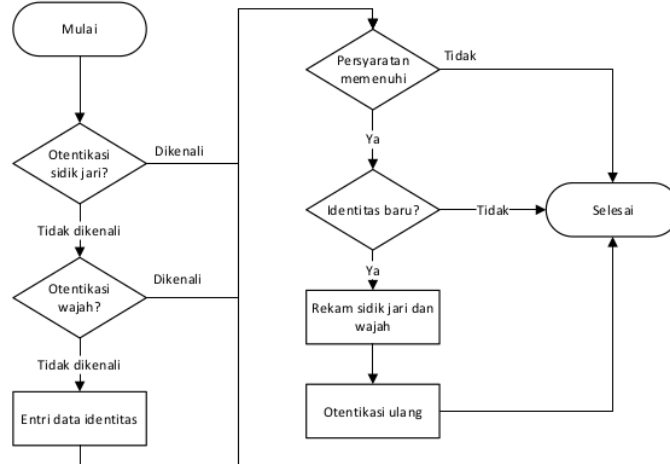 Mulai
Otentikasi
sidik jari?
Dikenali
Tidak dikenali
Otentikasi
wajah?
Dikenali
Tidak dikenali
Entri data identitas
Persyaratan
memenuhi
Tidak
Ya
Identitas baru?
Tidak
Selesai
Ya
Rekam sidik jari dan
wajah
Otentikasi ulang